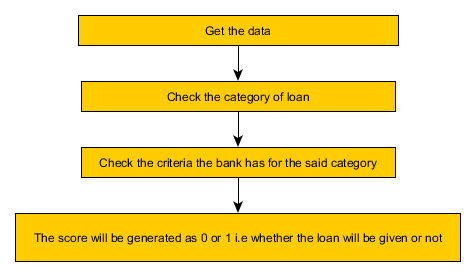 Get the data
Check the category of loan
Check the criteria the bank has for the said category
The score will be generated as 0 or 1 i.e whether the loan will be given or not